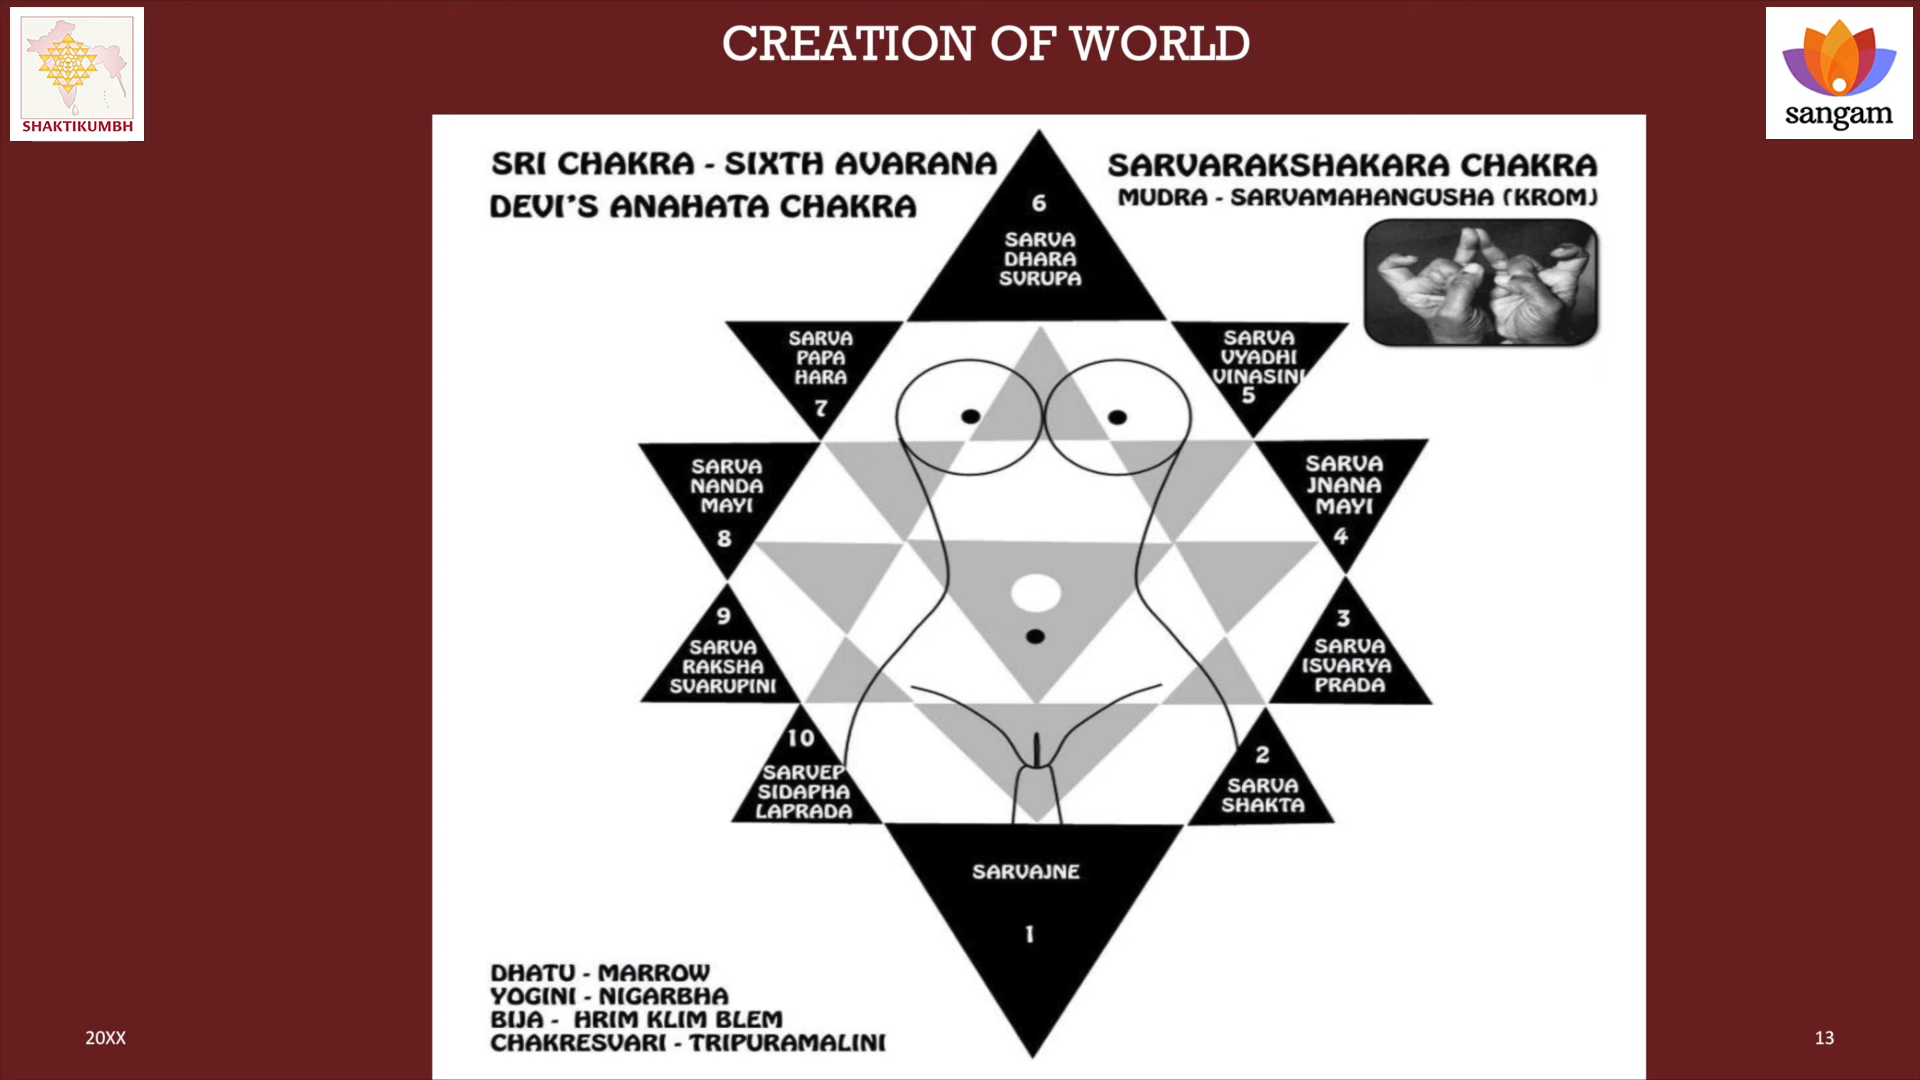 CREATION OF WORLD
SHAKTIKUMBH
sangam
SRI CHAKRA - SIXTH AVARANA
DEVI'S ANAHATA CHAKRA
SARVARAKSHAKARA CHAKRA
MUDRA - SARVAMAHANGUSHA (KROM)
6
SARVA
DHARA
SVRUPA
SARVA
PAPA
HARA
7
SARVA
VYADHI
VINASINI
5
SARVA
NANDA
MAYI
8
SARVA
JNANA
MAYI
4
9
SARVA
RAKSHA
SVARUPINI
3
SARVA
ISVARYA
PRADA
10
SARVEP
SIDAPHA
LAPRADA
2
SARVA
SHAKTA
SARVAJNE
1
DHATU - MARROW
YOGINI - NIGARBHA
BIJA - HRIM KLIM BLEM
CHAKRESVARI - TRIPURAMALINI
20XX
13